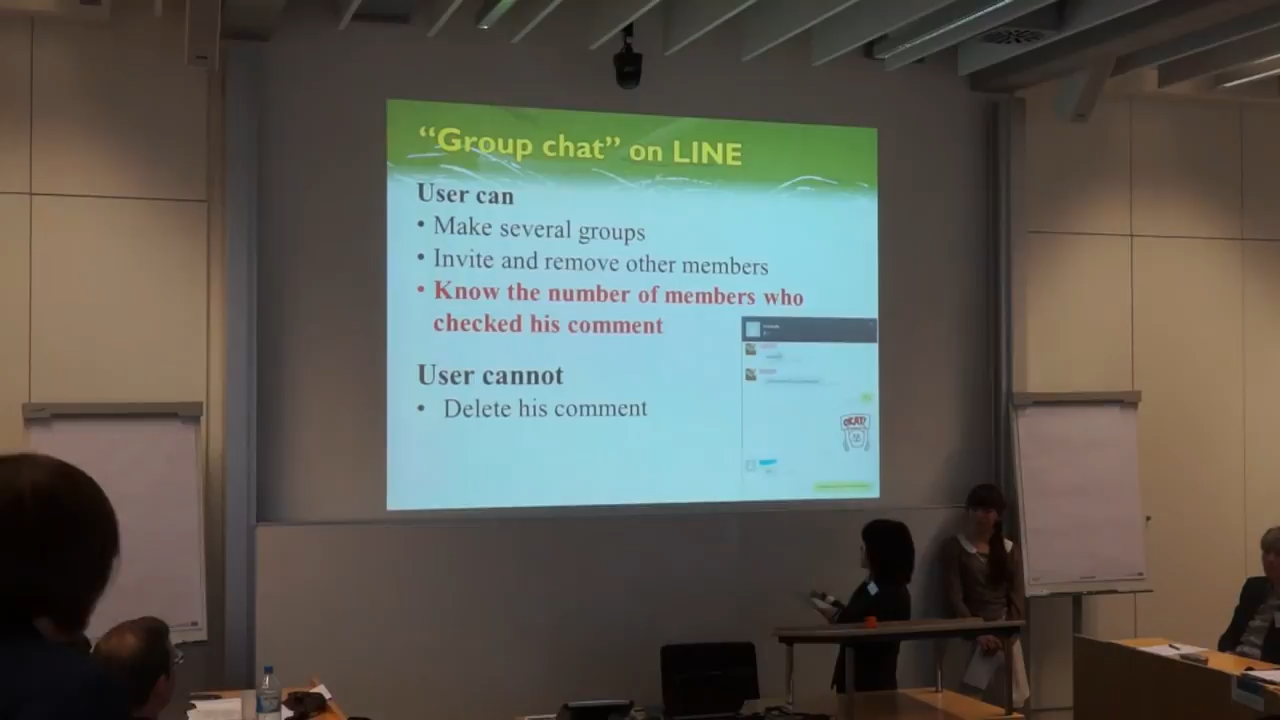 “Group chat” on LINE
User can
• Make several groups
• Invite and remove other members
• Know the number of members who
checked his comment
User cannot
• Delete his comment
OKAY!